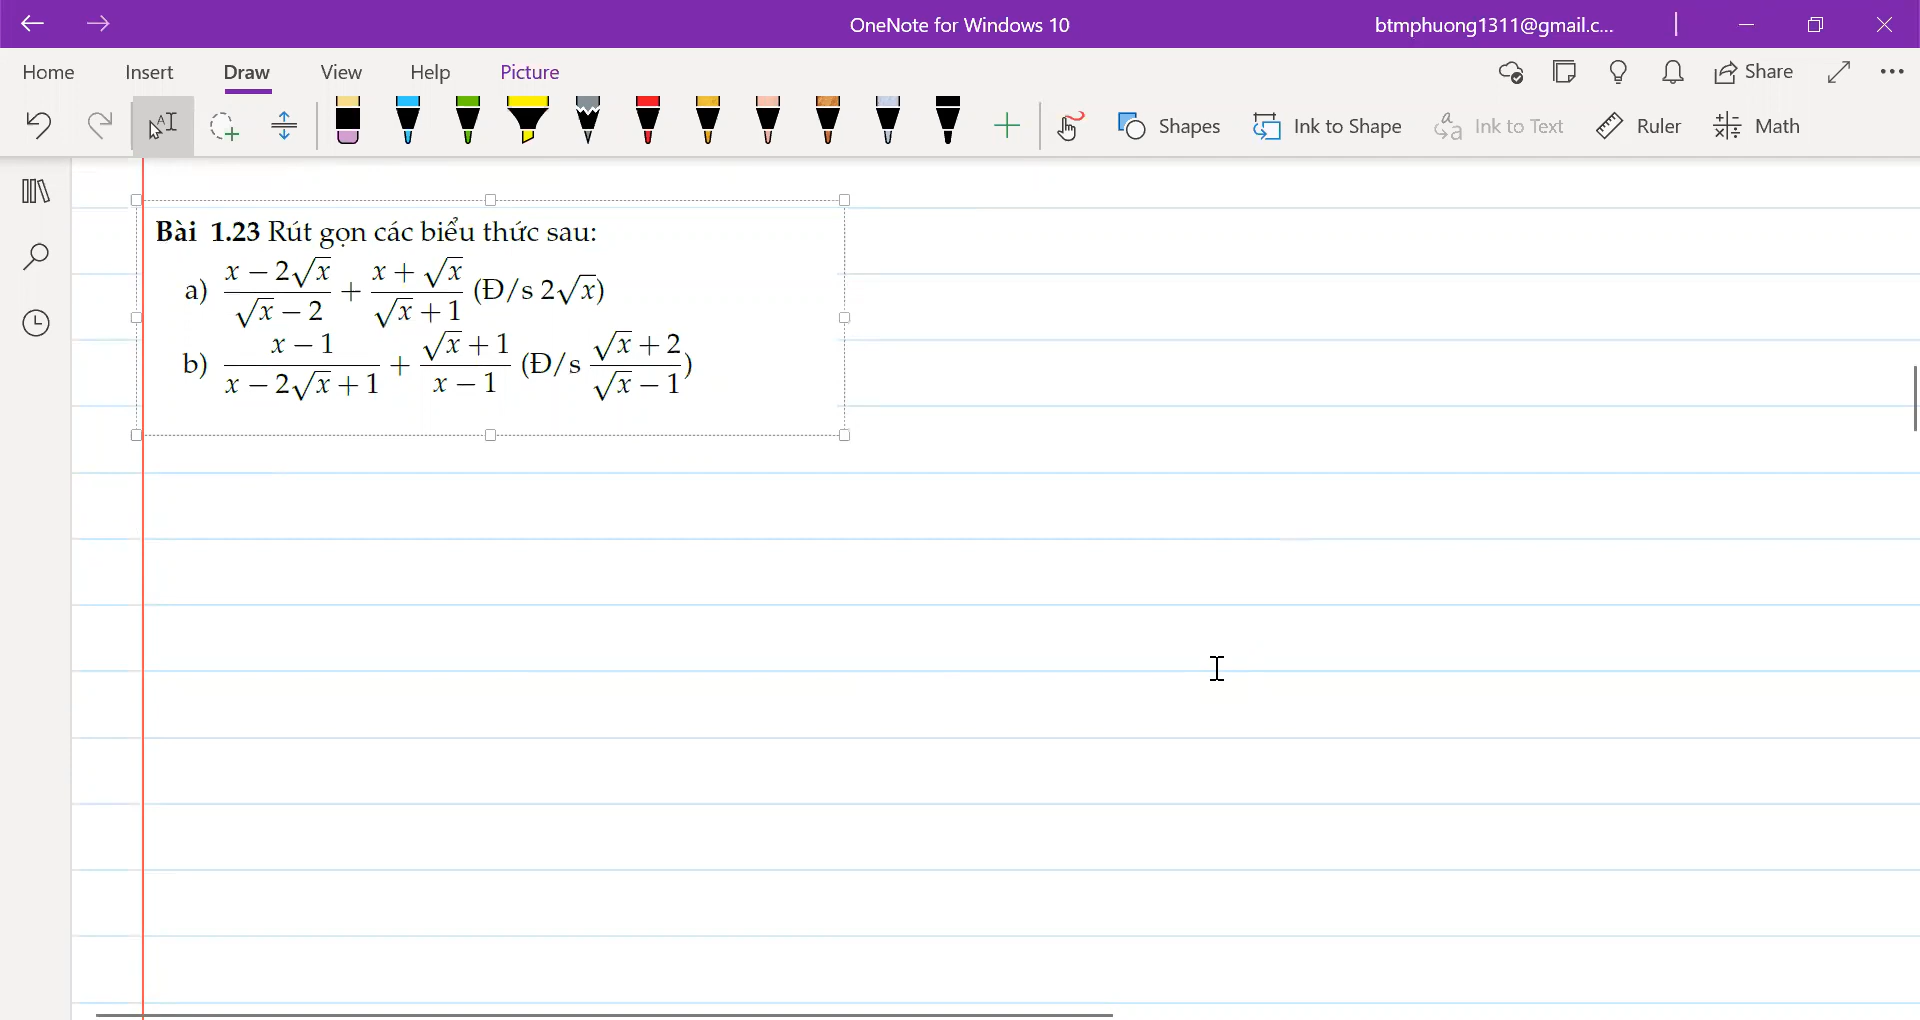 OneNote for Windows 10
btmphuong1311@gmail.c...
Home Insert Draw View Help Picture
Share
Shapes Ink to Shape Ink to Text Ruler Math
Bài 1.23 Rút gọn các biểu thức sau:
a) (x − 2√x)/(√x − 2) + (x + √x)/(√x + 1) (Đ/s 2√x)
b) (x − 1)/(x − 2√x + 1) + (√x + 1)/(x − 1) (Đ/s (√x + 2)/(√x − 1))